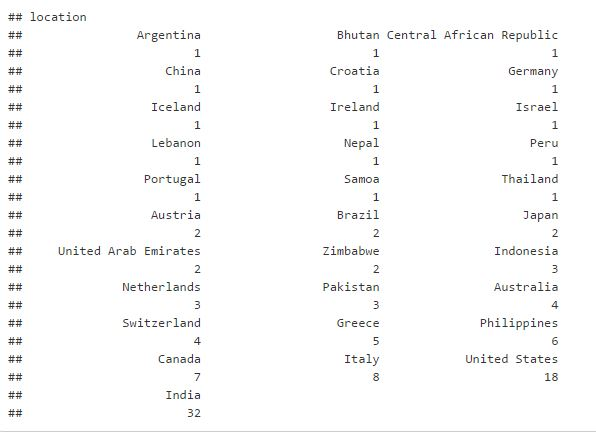 ## location
##                 Argentina                    Bhutan Central African Republic
##                         1                         1                        1
##                     China                   Croatia                  Germany
##                         1                         1                        1
##                   Iceland                   Ireland                   Israel
##                         1                         1                        1
##                   Lebanon                     Nepal                     Peru
##                         1                         1                        1
##                  Portugal                     Samoa                 Thailand
##                         1                         1                        1
##                   Austria                    Brazil                    Japan
##                         2                         2                        2
##      United Arab Emirates                  Zimbabwe                Indonesia
##                         2                         2                        3
##               Netherlands                  Pakistan                Australia
##                         3                         3                        4
##               Switzerland                    Greece              Philippines
##                         4                         5                        6
##                    Canada                     Italy            United States
##                         7                         8                       18
##                     India
##                        32